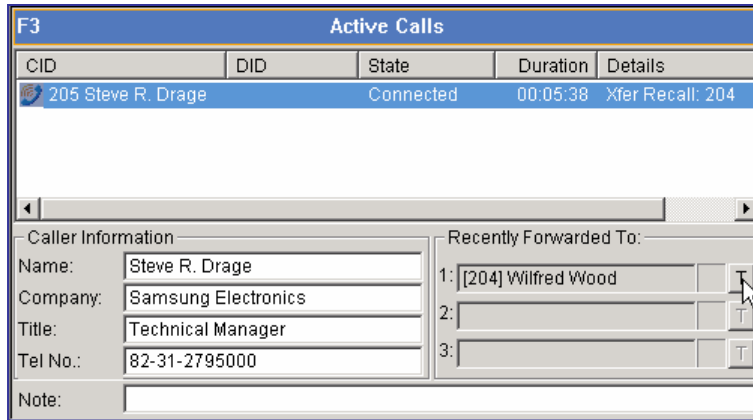 F3 Active Calls
CID DID State Duration Details
205 Steve R. Drage Connected 00:05:38 Xfer Recall: 204
Caller Information
Name: Steve R. Drage
Company: Samsung Electronics
Title: Technical Manager
Tel No.: 82-31-2795000
Recently Forwarded To:
1: [204] Wilfred Wood T
2: T
3: T
Note: